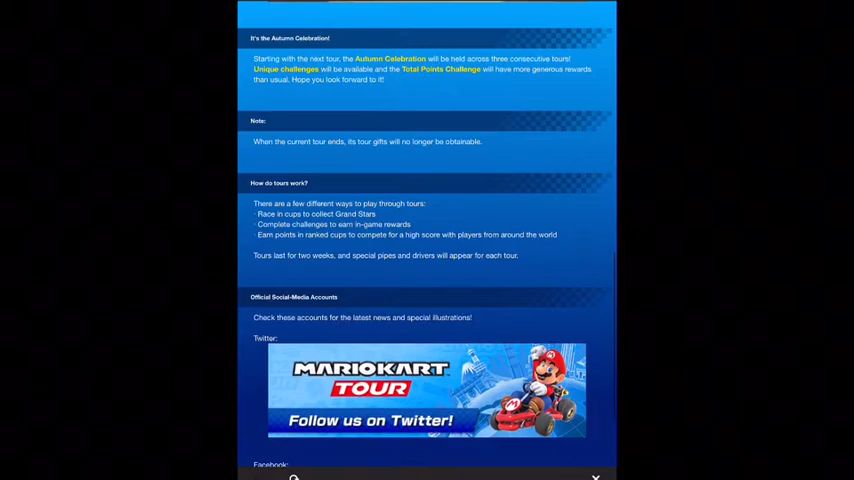 It's the Autumn Celebration!
Starting with the next tour, the Autumn Celebration will be held across three consecutive tours!
Unique challenges will be available and the Total Points Challenge will have more generous rewards
than usual. Hope you look forward to it!
Note:
When the current tour ends, its tour gifts will no longer be obtainable.
How do tours work?
There are a few different ways to play through tours:
· Race in cups to collect Grand Stars
· Complete challenges to earn in-game rewards
· Earn points in ranked cups to compete for a high score with players from around the world
Tours last for two weeks, and special pipes and drivers will appear for each tour.
Official Social-Media Accounts
Check these accounts for the latest news and special illustrations!
Twitter:
MARIOKART
TOUR
Follow us on Twitter!
Facebook: